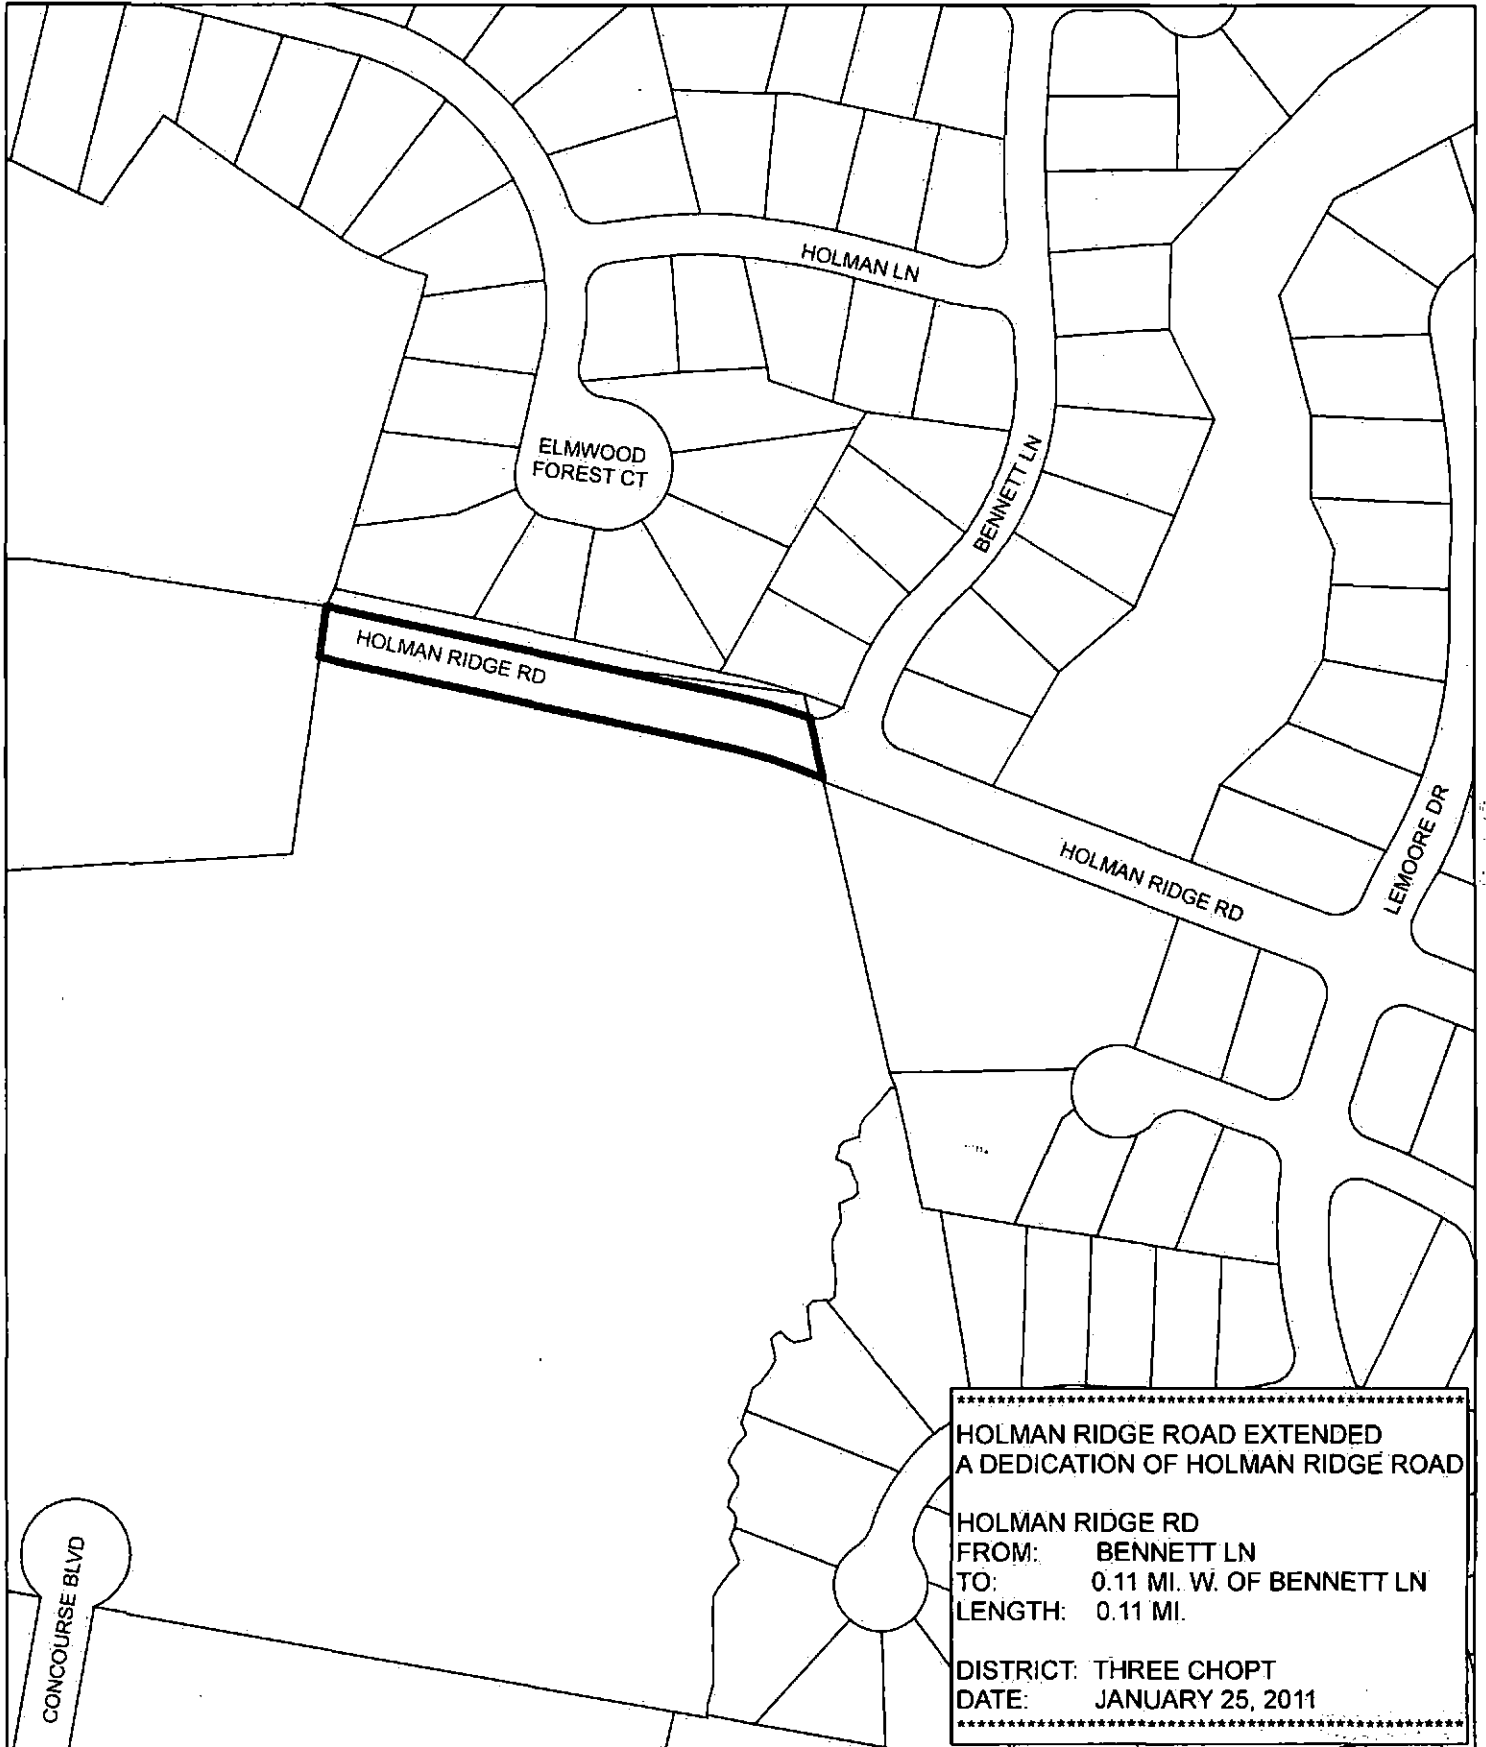 HOLMAN LN
ELMWOOD
FOREST CT
BENNETT LN
HOLMAN RIDGE RD
HOLMAN RIDGE RD
LEMOORE DR
CONCOURSE BLVD
**************************************************
HOLMAN RIDGE ROAD EXTENDED
A DEDICATION OF HOLMAN RIDGE ROAD
HOLMAN RIDGE RD
FROM: BENNETT LN
TO: 0.11 MI. W. OF BENNETT LN
LENGTH: 0.11 MI.
DISTRICT: THREE CHOPT
DATE: JANUARY 25, 2011
**************************************************